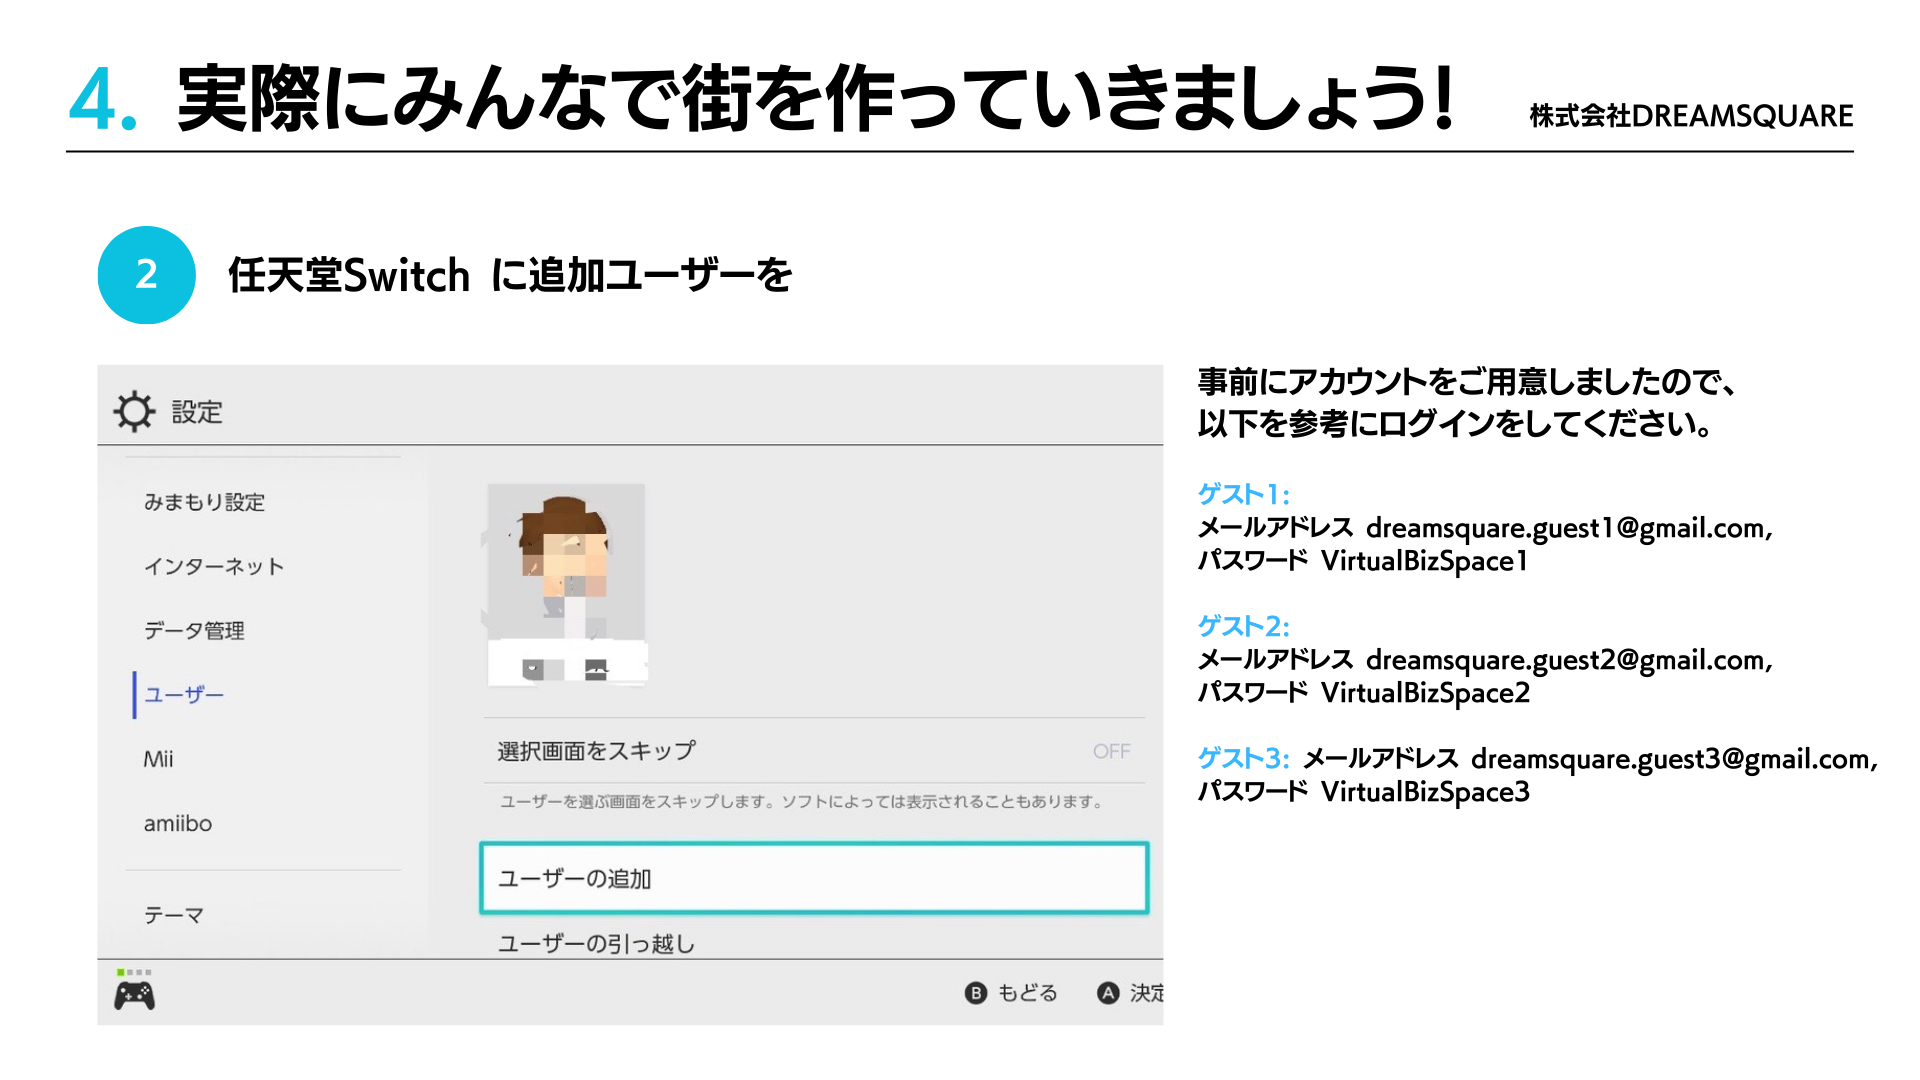 4. 実際にみんなで街を作っていきましょう!
株式会社DREAMSQUARE
2
任天堂Switch に追加ユーザーを
設定
みまもり設定
インターネット
データ管理
ユーザー
Mii
amiibo
テーマ
選択画面をスキップ OFF
ユーザーを選ぶ画面をスキップします。ソフトによっては表示されることもあります。
ユーザーの追加
ユーザーの引っ越し
B もどる A 決定
事前にアカウントをご用意しましたので、
以下を参考にログインをしてください。
ゲスト1:
メールアドレス dreamsquare.guest1@gmail.com,
パスワード VirtualBizSpace1
ゲスト2:
メールアドレス dreamsquare.guest2@gmail.com,
パスワード VirtualBizSpace2
ゲスト3: メールアドレス dreamsquare.guest3@gmail.com,
パスワード VirtualBizSpace3